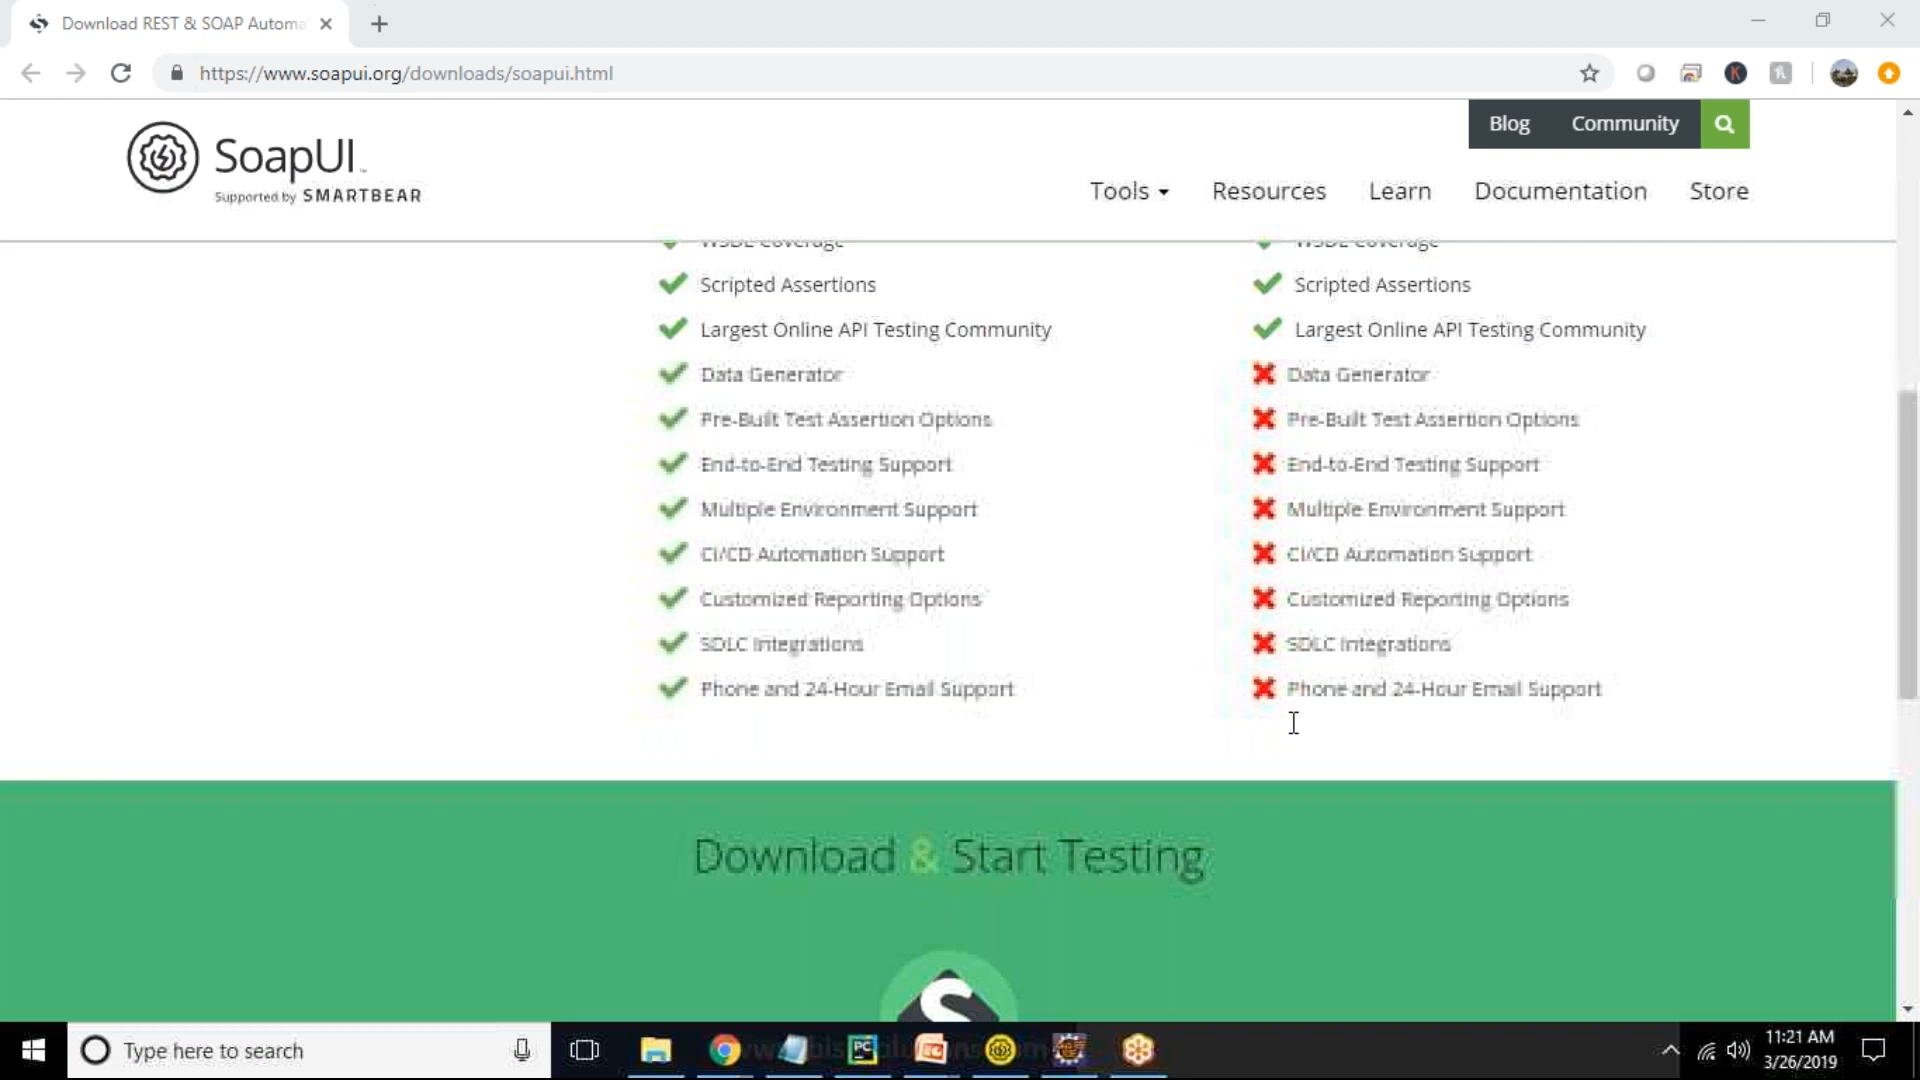 Download REST & SOAP Automa
https://www.soapui.org/downloads/soapui.html
Blog Community
SoapUI
Supported by SMARTBEAR
Tools Resources Learn Documentation Store
WSDL Coverage WSDL Coverage
Scripted Assertions Scripted Assertions
Largest Online API Testing Community Largest Online API Testing Community
Data Generator Data Generator
Pre-Built Test Assertion Options Pre-Built Test Assertion Options
End-to-End Testing Support End-to-End Testing Support
Multiple Environment Support Multiple Environment Support
CI/CD Automation Support CI/CD Automation Support
Customized Reporting Options Customized Reporting Options
SDLC Integrations SDLC Integrations
Phone and 24-Hour Email Support Phone and 24-Hour Email Support
Download & Start Testing
Type here to search
11:21 AM
3/26/2019